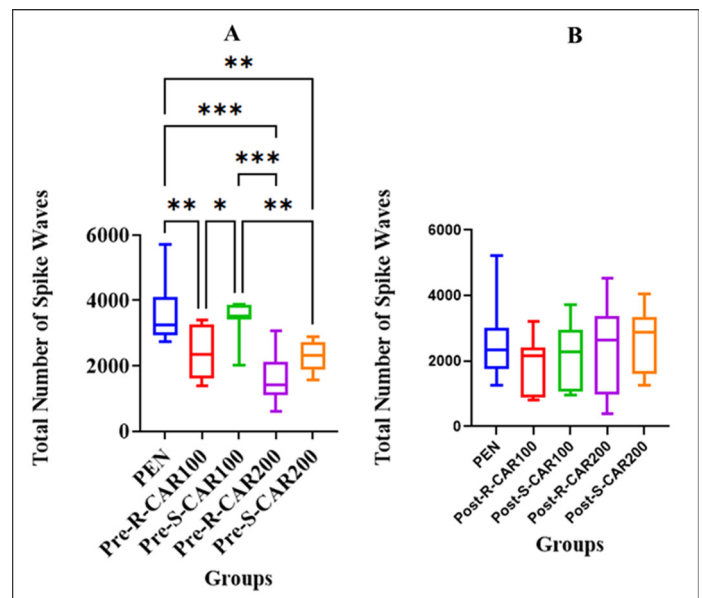 A
**
***
***
** * **
Total Number of Spike Waves
6000
4000
2000
0
PEN
Pre-R-CAR100
Pre-S-CAR100
Pre-R-CAR200
Pre-S-CAR200
Groups
B
Total Number of Spike Waves
6000
4000
2000
0
PEN
Post-R-CAR100
Post-S-CAR100
Post-R-CAR200
Post-S-CAR200
Groups